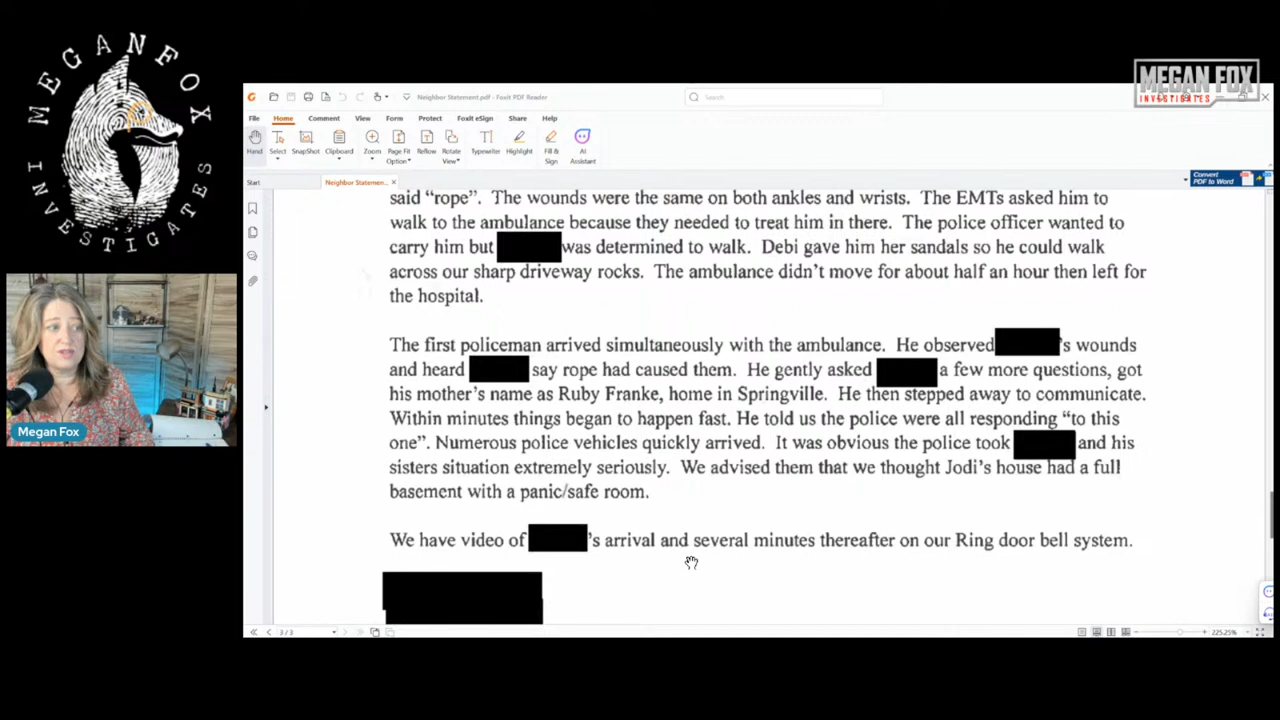 MEGANFOX
INVESTIGATES
MEGAN FOX
INVESTIGATES
Neighbor Statement.pdf - Foxit PDF Reader
Search
File Home Comment View Form Protect Foxit eSign Share Help
Hand Select SnapShot Clipboard Zoom Page Fit Option Reflow Rotate View Typewriter Highlight Fill & Sign AI Assistant
Start
Neighbor Statemen...
Convert
PDF to Word
said “rope”. The wounds were the same on both ankles and wrists. The EMTs asked him to
walk to the ambulance because they needed to treat him in there. The police officer wanted to
carry him but was determined to walk. Debi gave him her sandals so he could walk
across our sharp driveway rocks. The ambulance didn’t move for about half an hour then left for
the hospital.
The first policeman arrived simultaneously with the ambulance. He observed ’s wounds
and heard say rope had caused them. He gently asked a few more questions, got
his mother’s name as Ruby Franke, home in Springville. He then stepped away to communicate.
Within minutes things began to happen fast. He told us the police were all responding “to this
one”. Numerous police vehicles quickly arrived. It was obvious the police took and his
sisters situation extremely seriously. We advised them that we thought Jodi’s house had a full
basement with a panic/safe room.
We have video of ’s arrival and several minutes thereafter on our Ring door bell system.
Megan Fox
3/3
225.25%